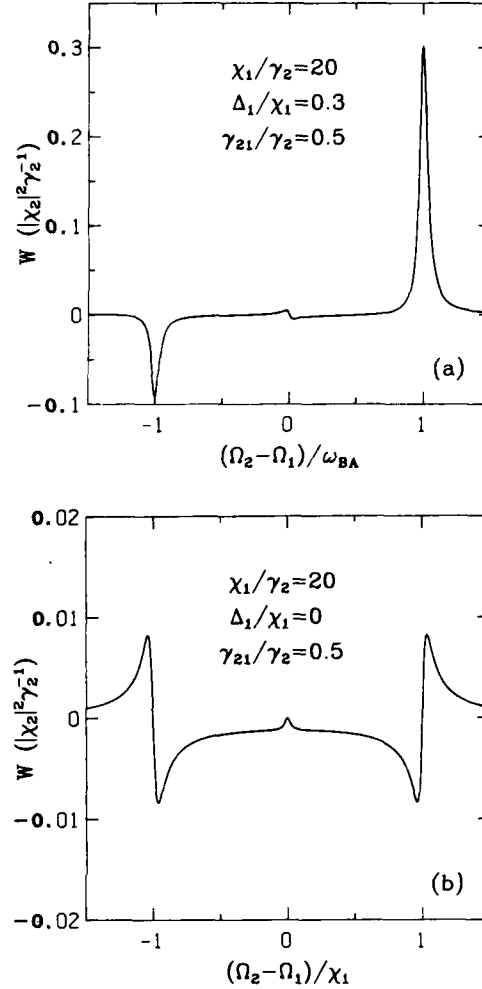 0.3
0.2
0.1
0
−0.1
W (|χ₂|²γ₂⁻¹)
χ₁/γ₂=20
Δ₁/χ₁=0.3
γ₂₁/γ₂=0.5
(a)
−1 0 1
(Ω₂−Ω₁)/ω_BA
0.02
0.01
0
−0.01
−0.02
W (|χ₂|²γ₂⁻¹)
χ₁/γ₂=20
Δ₁/χ₁=0
γ₂₁/γ₂=0.5
(b)
−1 0 1
(Ω₂−Ω₁)/χ₁